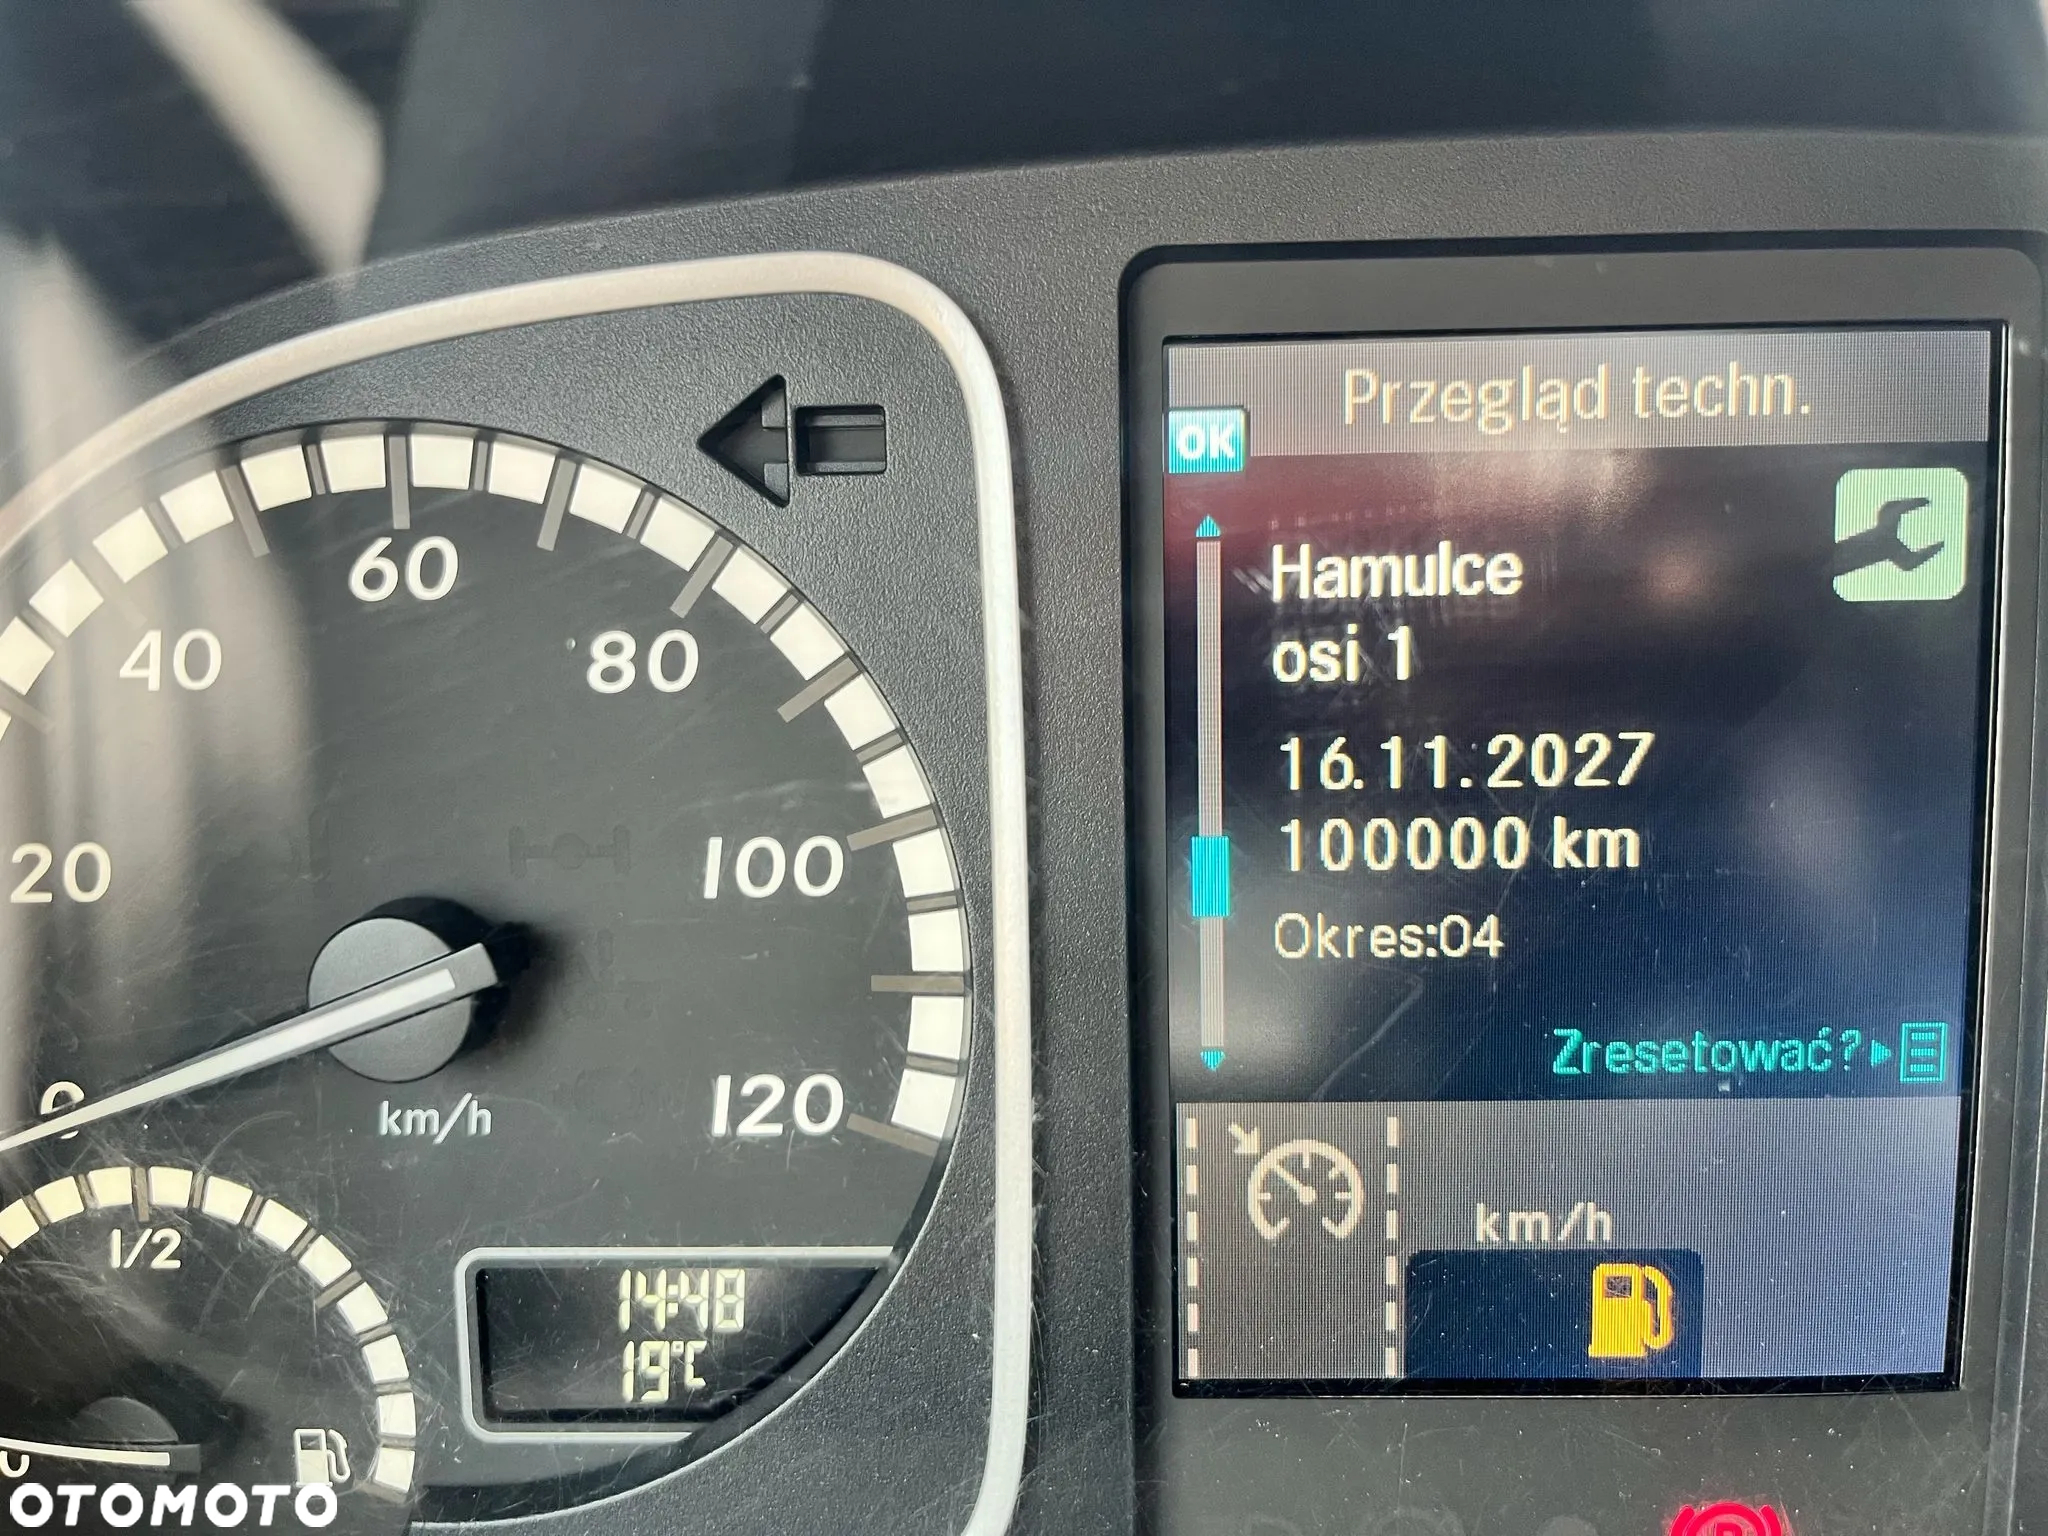 Przegląd techn.
OK
Hamulce
osi 1
16.11.2027
100000 km
Okres:04
Zresetować?
km/h
0
20
40
60
80
100
120
km/h
1/2
14:48
19°C
OTOMOTO